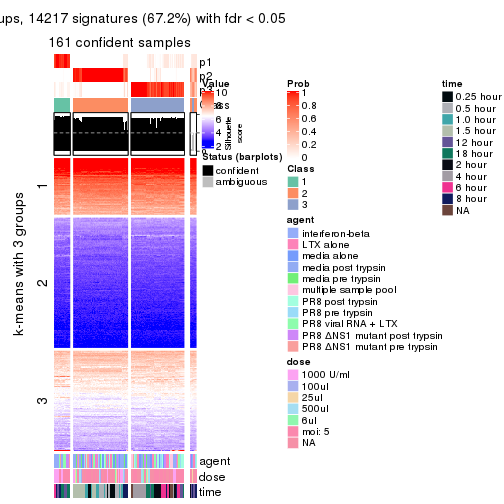 ups, 14217 signatures (67.2%) with fdr < 0.05
161 confident samples
p1
p2
p3
Class
k-means with 3 groups
1
2
3
agent
dose
time
Silhouette
score
Value
10
8
6
4
2
Status (barplots)
confident
ambiguous
Prob
1
0.8
0.6
0.4
0.2
0
Class
1
2
3
agent
interferon-beta
LTX alone
media alone
media post trypsin
media pre trypsin
multiple sample pool
PR8 post trypsin
PR8 pre trypsin
PR8 viral RNA + LTX
PR8 ΔNS1 mutant post trypsin
PR8 ΔNS1 mutant pre trypsin
dose
1000 U/ml
100ul
25ul
500ul
6ul
moi: 5
NA
time
0.25 hour
0.5 hour
1.0 hour
1.5 hour
12 hour
18 hour
2 hour
4 hour
6 hour
8 hour
NA